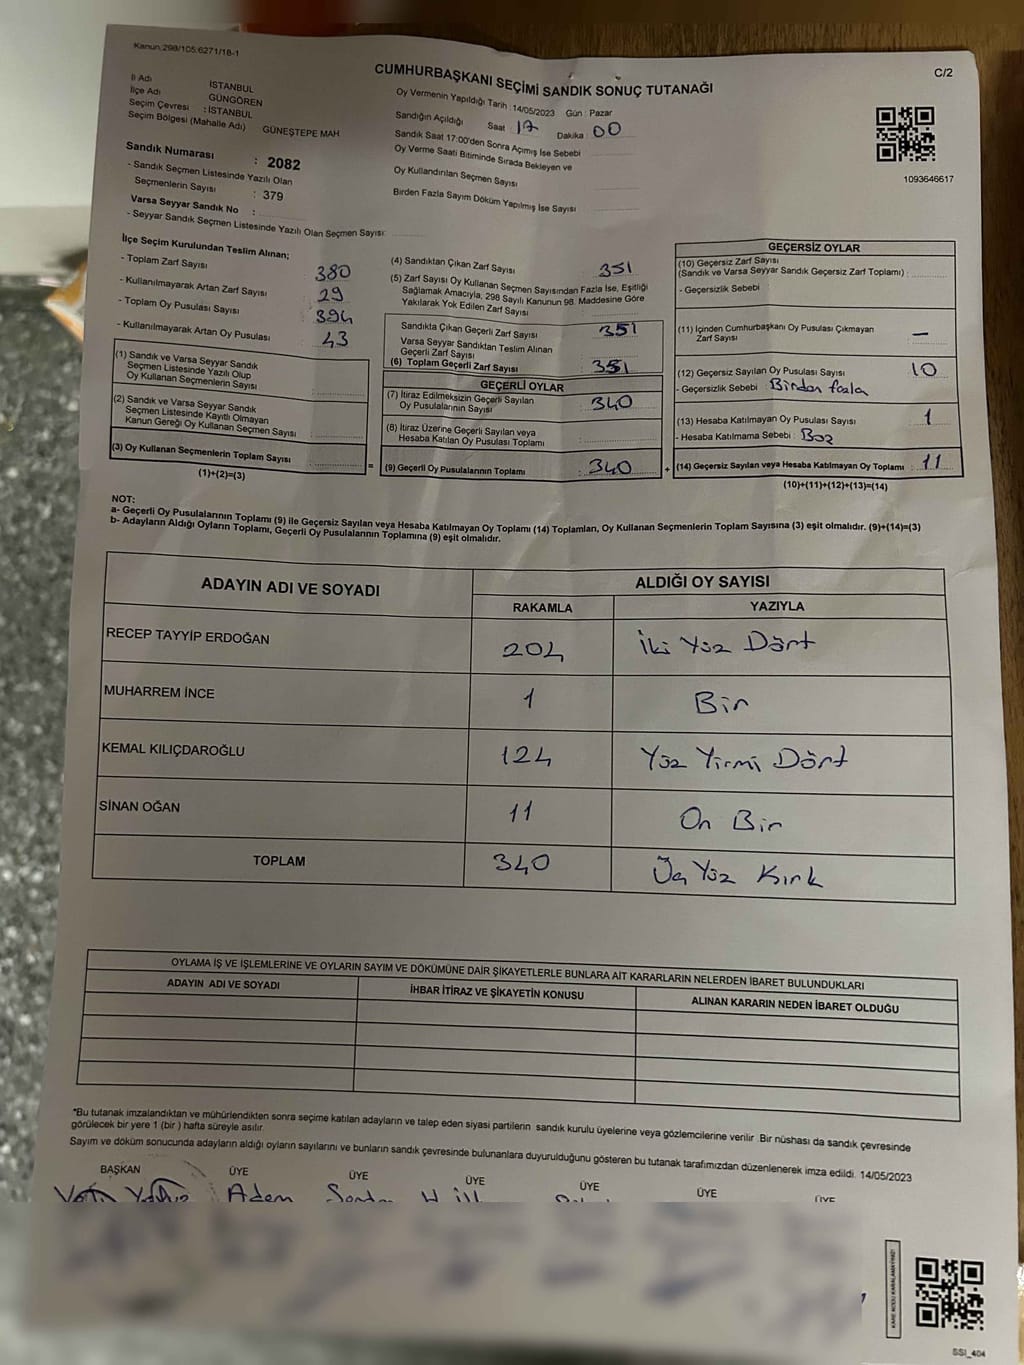 Kanun:298/105:6271/18-1
C/2
CUMHURBAŞKANI SEÇİMİ SANDIK SONUÇ TUTANAĞI
İl Adı İSTANBUL
İlçe Adı GÜNGÖREN
Seçim Çevresi : İSTANBUL
Seçim Bölgesi (Mahalle Adı) GÜNEŞTEPE MAH
Sandık Numarası : 2082
- Sandık Seçmen Listesinde Yazılı Olan
Seçmenlerin Sayısı : 379
Varsa Seyyar Sandık No :
- Seyyar Sandık Seçmen Listesinde Yazılı Olan Seçmen Sayısı:
Oy Vermenin Yapıldığı Tarih : 14/05/2023 Gün : Pazar
Sandığın Açıldığı Saat : 17 Dakika : 00
Sandık Saat 17:00'den Sonra Açımış İse Sebebi
Oy Verme Saati Bitiminde Sırada Bekleyen ve
Oy Kullandırılan Seçmen Sayısı
Birden Fazla Sayım Döküm Yapılmış İse Sayısı
1093646617
İlçe Seçim Kurulundan Teslim Alınan;
- Toplam Zarf Sayısı 380
- Kullanılmayarak Artan Zarf Sayısı 29
- Toplam Oy Pusulası Sayısı 394
- Kullanılmayarak Artan Oy Pusulası 43
(1) Sandık ve Varsa Seyyar Sandık
Seçmen Listesinde Yazılı Olup
Oy Kullanan Seçmenlerin Sayısı
(2) Sandık ve Varsa Seyyar Sandık
Seçmen Listesinde Kayıtlı Olmayan
Kanun Gereği Oy Kullanan Seçmen Sayısı
(3) Oy Kullanan Seçmenlerin Toplam Sayısı
(1)+(2)=(3)
=
(4) Sandıktan Çıkan Zarf Sayısı 351
(5) Zarf Sayısı Oy Kullanan Seçmen Sayısından Fazla İse, Eşitliği
Sağlamak Amacıyla, 298 Sayılı Kanunun 98. Maddesine Göre
Yakılarak Yok Edilen Zarf Sayısı
Sandıkta Çıkan Geçerli Zarf Sayısı : 351
Varsa Seyyar Sandıktan Teslim Alınan
Geçerli Zarf Sayısı
(6) Toplam Geçerli Zarf Sayısı : 351
GEÇERLİ OYLAR
(7) İtiraz Edilmeksizin Geçerli Sayılan
Oy Pusulalarının Sayısı : 340
(8) İtiraz Üzerine Geçerli Sayılan veya
Hesaba Katılan Oy Pusulası Toplamı
(9) Geçerli Oy Pusulalarının Toplamı : 340
+
GEÇERSİZ OYLAR
(10) Geçersiz Zarf Sayısı
(Sandık ve Varsa Seyyar Sandık Geçersiz Zarf Toplamı) :
- Geçersizlik Sebebi
(11) İçinden Cumhurbaşkanı Oy Pusulası Çıkmayan
Zarf Sayısı —
(12) Geçersiz Sayılan Oy Pusulası Sayısı 10
- Geçersizlik Sebebi : Birden fazla
(13) Hesaba Katılmayan Oy Pusulası Sayısı 1
- Hesaba Katılmama Sebebi : Boz
(14) Geçersiz Sayılan veya Hesaba Katılmayan Oy Toplamı : 11
(10)+(11)+(12)+(13)=(14)
NOT:
a- Geçerli Oy Pusulalarının Toplamı (9) ile Geçersiz Sayılan veya Hesaba Katılmayan Oy Toplamı (14) Toplamları, Oy Kullanan Seçmenlerin Toplam Sayısına (3) eşit olmalıdır. (9)+(14)=(3)
b- Adayların Aldığı Oyların Toplamı, Geçerli Oy Pusulalarının Toplamına (9) eşit olmalıdır.
ADAYIN ADI VE SOYADI ALDIĞI OY SAYISI
RAKAMLA YAZIYLA
RECEP TAYYİP ERDOĞAN 204 İki Yüz Dört
MUHARREM İNCE 1 Bir
KEMAL KILIÇDAROĞLU 124 Yüz Yirmi Dört
SİNAN OĞAN 11 On Bir
TOPLAM 340 Üç Yüz Kırk
OYLAMA İŞ VE İŞLEMLERİNE VE OYLARIN SAYIM VE DÖKÜMÜNE DAİR ŞİKAYETLERLE BUNLARA AİT KARARLARIN NELERDEN İBARET BULUNDUKLARI
ADAYIN ADI VE SOYADI İHBAR İTİRAZ VE ŞİKAYETİN KONUSU ALINAN KARARIN NEDEN İBARET OLDUĞU
*Bu tutanak imzalandıktan ve mühürlendikten sonra seçime katılan adayların ve talep eden siyasi partilerin sandık kurulu üyelerine veya gözlemcilerine verilir .Bir nüshası da sandık çevresinde
görülecek bir yere 1 (bir ) hafta süreyle asılır.
Sayım ve döküm sonucunda adayların aldığı oyların sayılarını ve bunların sandık çevresinde bulunanlara duyurulduğunu gösteren bu tutanak tarafımızdan düzenlenerek imza edildi. 14/05/2023
BAŞKAN ÜYE ÜYE ÜYE ÜYE ÜYE ÜYE
Adem
KARE KODU KARALAMAYINIZ!
SSI_404